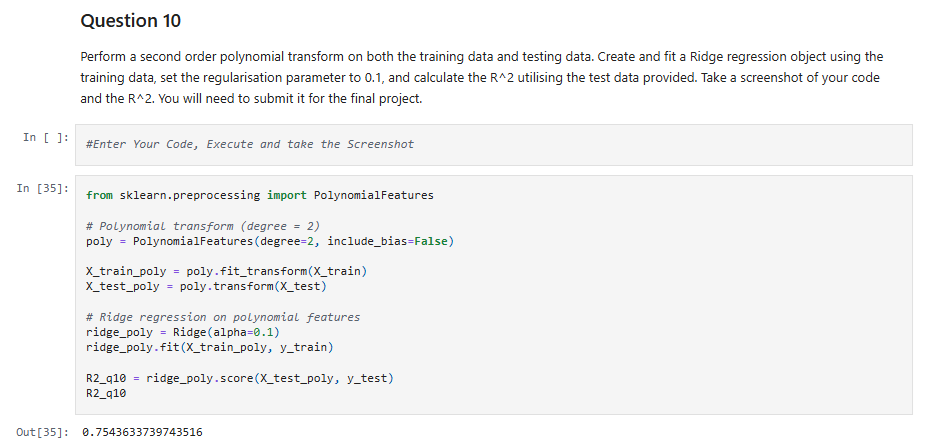 Question 10
Perform a second order polynomial transform on both the training data and testing data. Create and fit a Ridge regression object using the
training data, set the regularisation parameter to 0.1, and calculate the R^2 utilising the test data provided. Take a screenshot of your code
and the R^2. You will need to submit it for the final project.
In [ ]: #Enter Your Code, Execute and take the Screenshot
In [35]: from sklearn.preprocessing import PolynomialFeatures
# Polynomial transform (degree = 2)
poly = PolynomialFeatures(degree=2, include_bias=False)
X_train_poly = poly.fit_transform(X_train)
X_test_poly = poly.transform(X_test)
# Ridge regression on polynomial features
ridge_poly = Ridge(alpha=0.1)
ridge_poly.fit(X_train_poly, y_train)
R2_q10 = ridge_poly.score(X_test_poly, y_test)
R2_q10
Out[35]: 0.7543633739743516